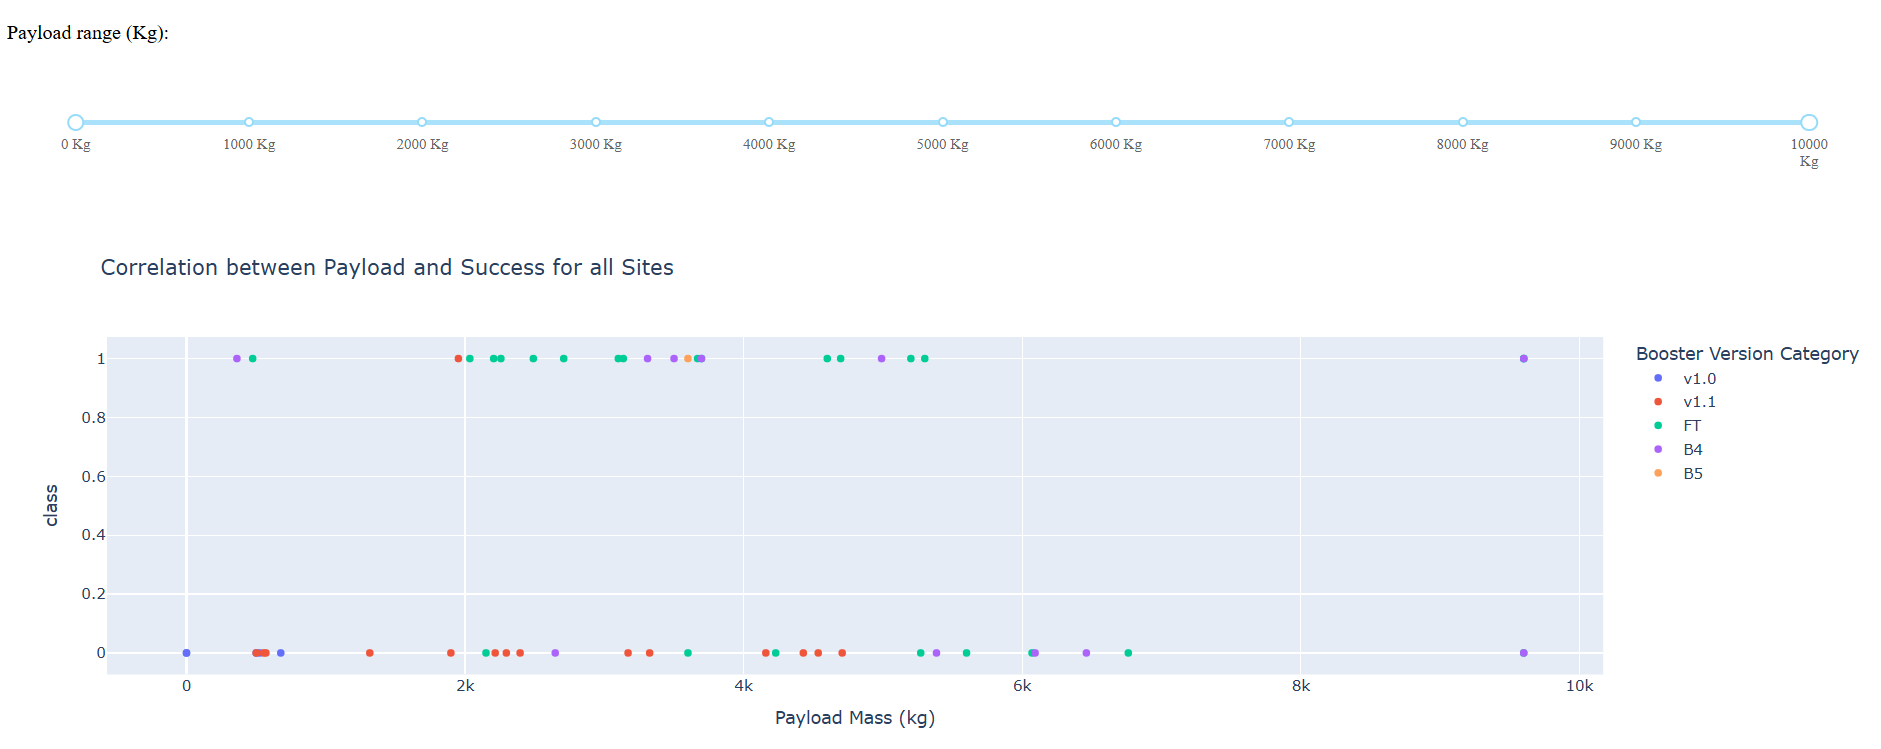 Payload range (Kg):
0 Kg
1000 Kg
2000 Kg
3000 Kg
4000 Kg
5000 Kg
6000 Kg
7000 Kg
8000 Kg
9000 Kg
10000
Kg
Correlation between Payload and Success for all Sites
1
0.8
0.6
0.4
0.2
0
class
0
2k
4k
6k
8k
10k
Payload Mass (kg)
Booster Version Category
v1.0
v1.1
FT
B4
B5